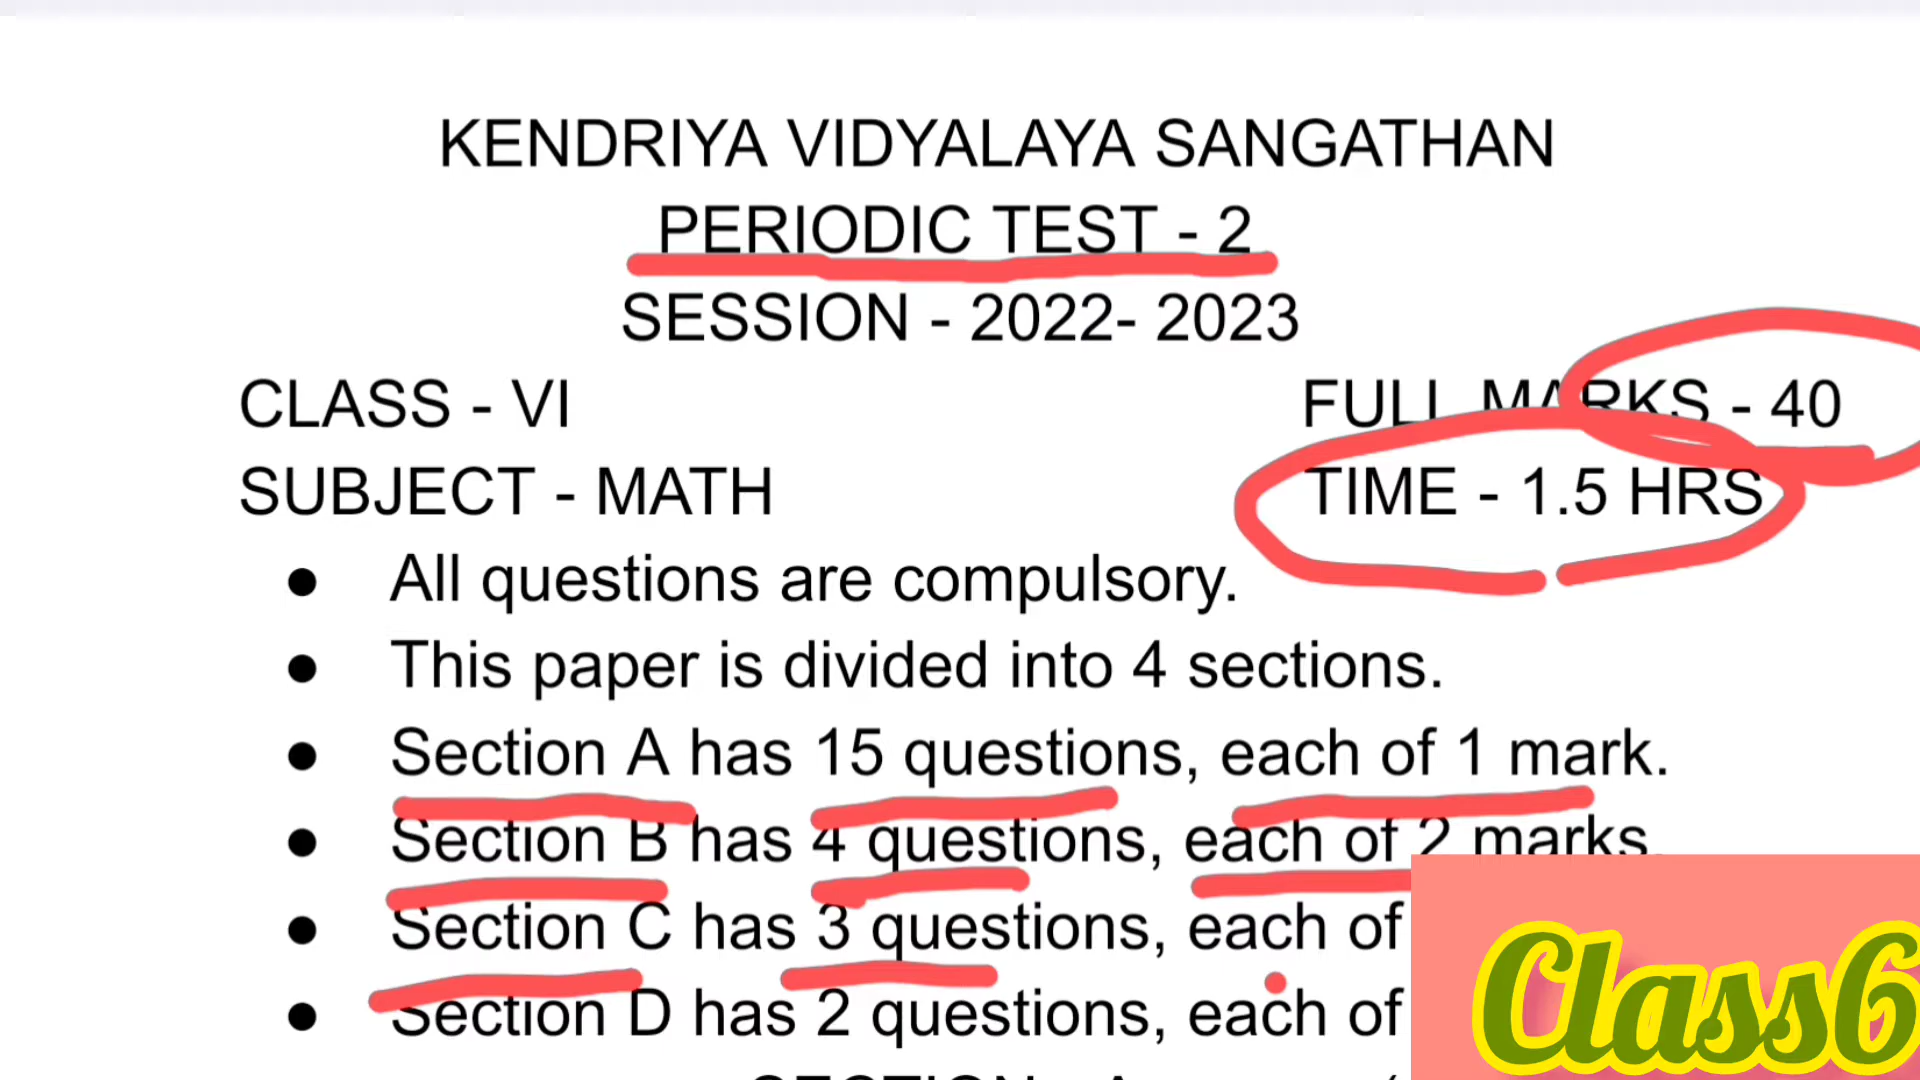 KENDRIYA VIDYALAYA SANGATHAN
PERIODIC TEST - 2
SESSION - 2022- 2023
CLASS - VI FULL MARKS - 40
SUBJECT - MATH TIME - 1.5 HRS
● All questions are compulsory.
● This paper is divided into 4 sections.
● Section A has 15 questions, each of 1 mark.
● Section B has 4 questions, each of 2 marks.
● Section C has 3 questions, each of
● Section D has 2 questions, each of
Class6